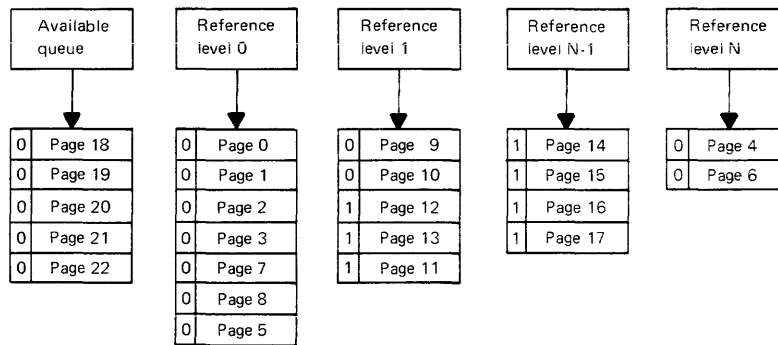 Available queue
Reference level 0
Reference level 1
Reference level N-1
Reference level N
0 Page 18
0 Page 19
0 Page 20
0 Page 21
0 Page 22
0 Page 0
0 Page 1
0 Page 2
0 Page 3
0 Page 7
0 Page 8
0 Page 5
0 Page 9
0 Page 10
1 Page 12
1 Page 13
1 Page 11
1 Page 14
1 Page 15
1 Page 16
1 Page 17
0 Page 4
0 Page 6